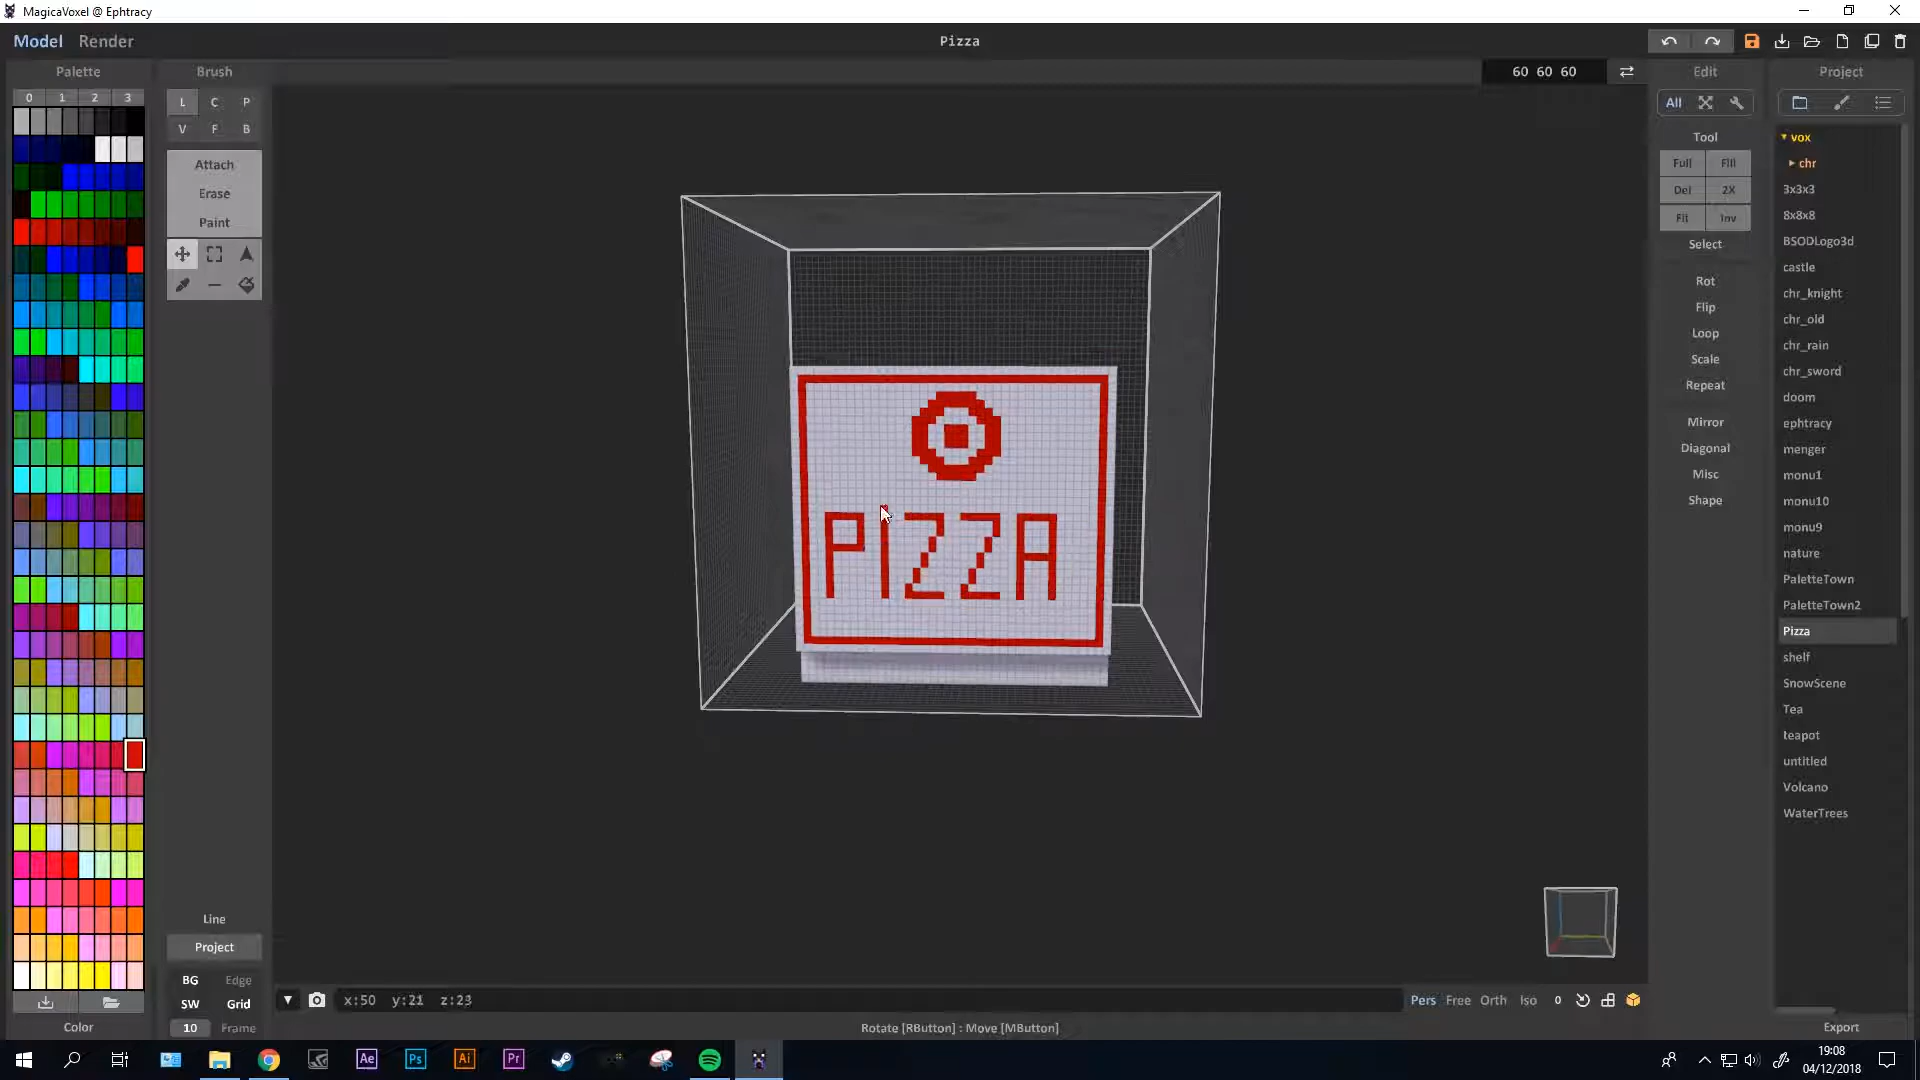 MagicaVoxel @ Ephtracy
Model Render
Pizza
Palette
Brush
60 60 60
Edit
Project
0 1 2 3
L C P
V F B
All
Attach
Erase
Paint
Tool
Full Fill
Del 2X
Fit Inv
Select
Rot
Flip
Loop
Scale
Repeat
Mirror
Diagonal
Misc
Shape
vox
chr
3x3x3
8x8x8
BSODLogo3d
castle
chr_knight
chr_old
chr_rain
chr_sword
doom
ephtracy
menger
monu1
monu10
monu9
nature
PaletteTown
PaletteTown2
Pizza
shelf
SnowScene
Tea
teapot
untitled
Volcano
WaterTrees
PIZZA
Line
Project
BG Edge
SW Grid
10 Frame
Color
x:50 y:21 z:23
Pers Free Orth Iso 0
Rotate [RButton] : Move [MButton]
Export
Ae Ps Ai Pr
19:08
04/12/2018